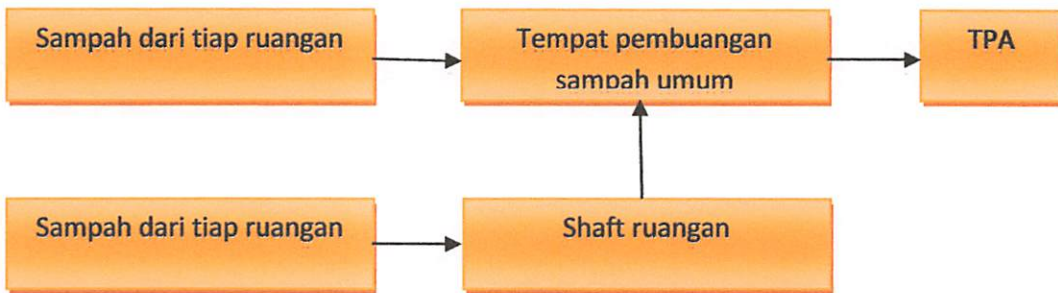 Sampah dari tiap ruangan
Tempat pembuangan
sampah umum
TPA
Sampah dari tiap ruangan
Shaft ruangan